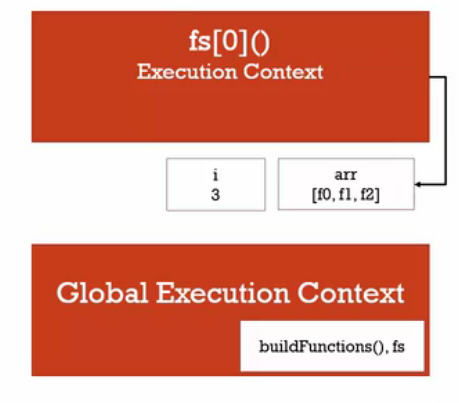 fs[0]()
Execution Context
i
3
arr
[f0, f1, f2]
Global Execution Context
buildFunctions(), fs